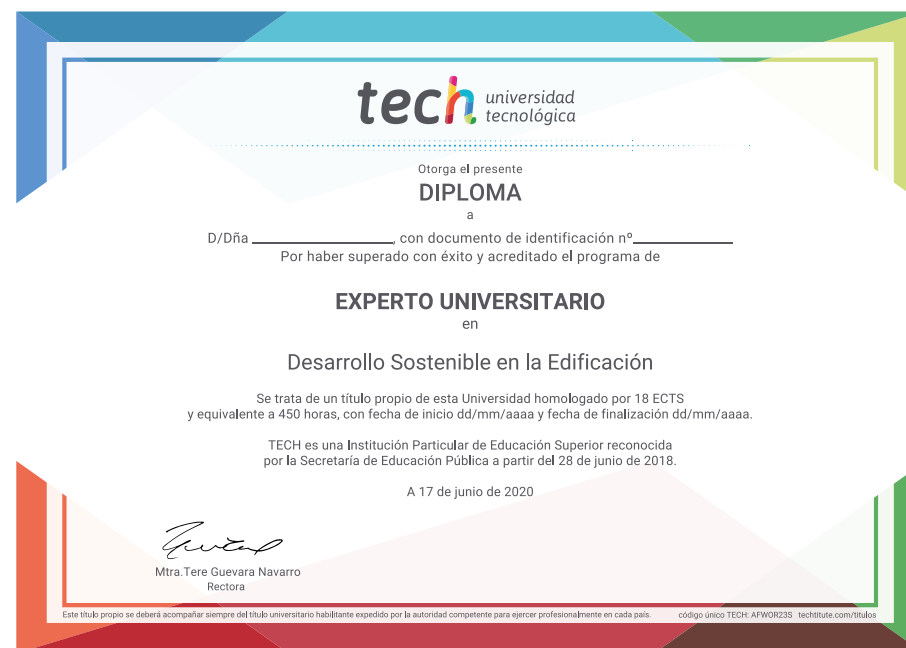 tech universidad
tecnológica
Otorga el presente
DIPLOMA
a
D/Dña ____________________, con documento de identificación nº______________
Por haber superado con éxito y acreditado el programa de
EXPERTO UNIVERSITARIO
en
Desarrollo Sostenible en la Edificación
Se trata de un título propio de esta Universidad homologado por 18 ECTS
y equivalente a 450 horas, con fecha de inicio dd/mm/aaaa y fecha de finalización dd/mm/aaaa.
TECH es una Institución Particular de Educación Superior reconocida
por la Secretaría de Educación Pública a partir del 28 de junio de 2018.
A 17 de junio de 2020
Mtra.Tere Guevara Navarro
Rectora
Este título propio se deberá acompañar siempre del título universitario habilitante expedido por la autoridad competente para ejercer profesionalmente en cada país. código único TECH: AFWOR23S techtitute.com/títulos